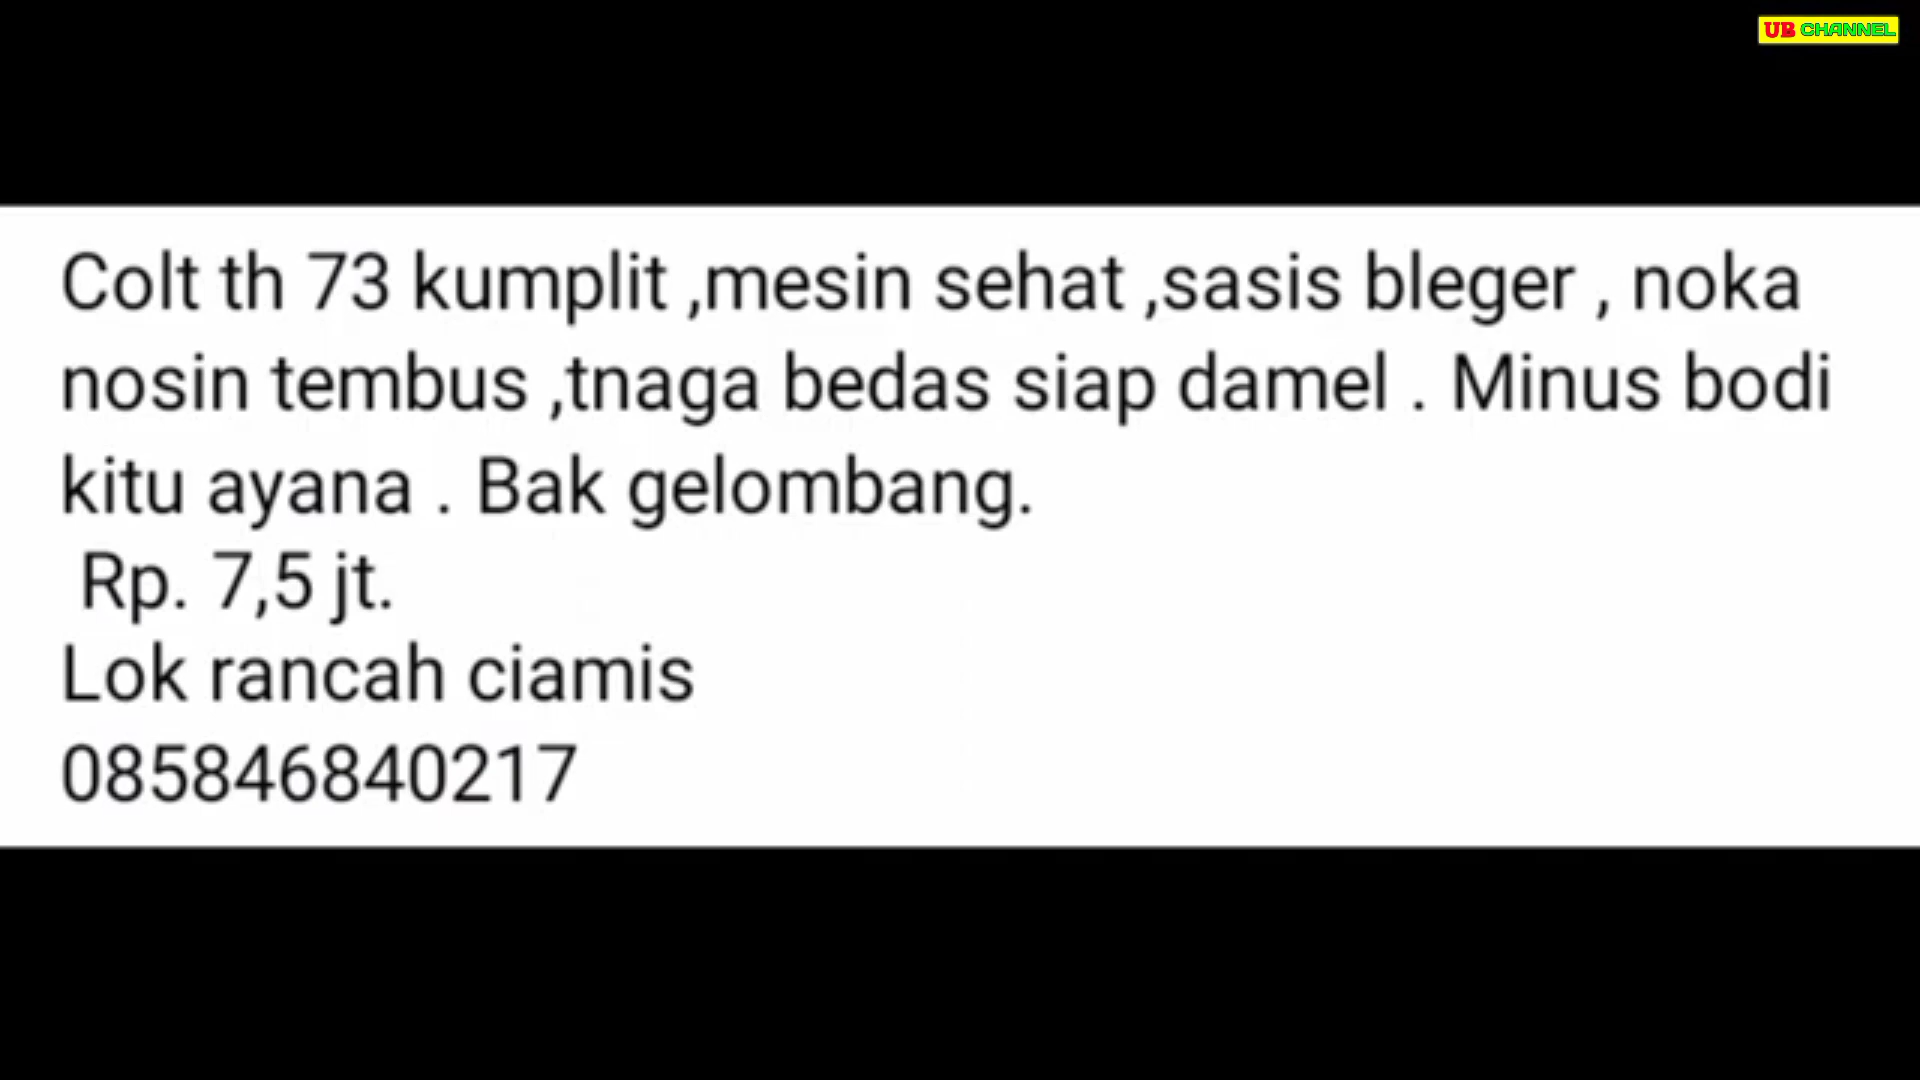 UB CHANNEL
Colt th 73 kumplit ,mesin sehat ,sasis bleger , noka
nosin tembus ,tnaga bedas siap damel . Minus bodi
kitu ayana . Bak gelombang.
Rp. 7,5 jt.
Lok rancah ciamis
085846840217